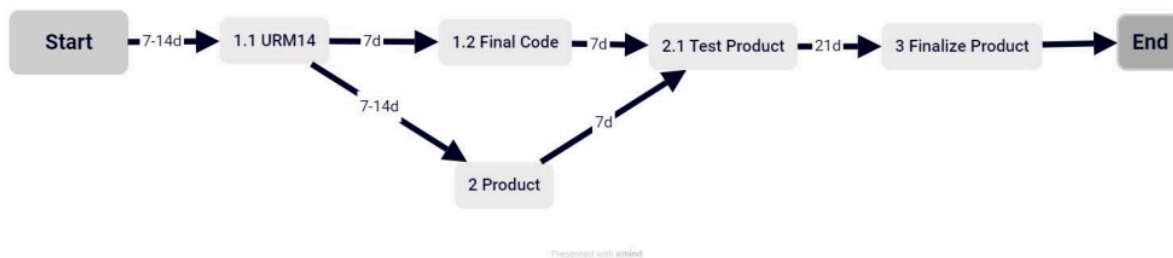 Start
7-14d
1.1 URM14
7d
1.2 Final Code
7d
2.1 Test Product
21d
3 Finalize Product
End
7-14d
7d
2 Product
Presented with xmind